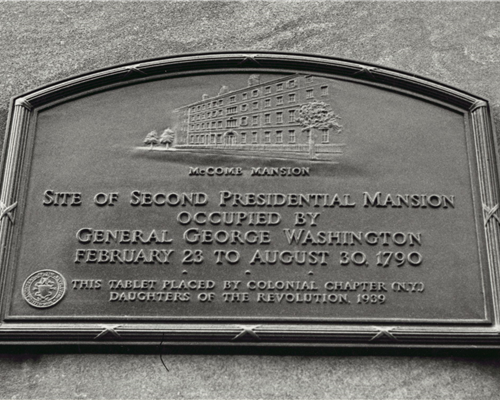 McComb Mansion
Site of Second Presidential Mansion
occupied by
General George Washington
February 23 to August 30, 1790
This tablet placed by Colonial Chapter (N.Y.)
Daughters of the Revolution, 1939